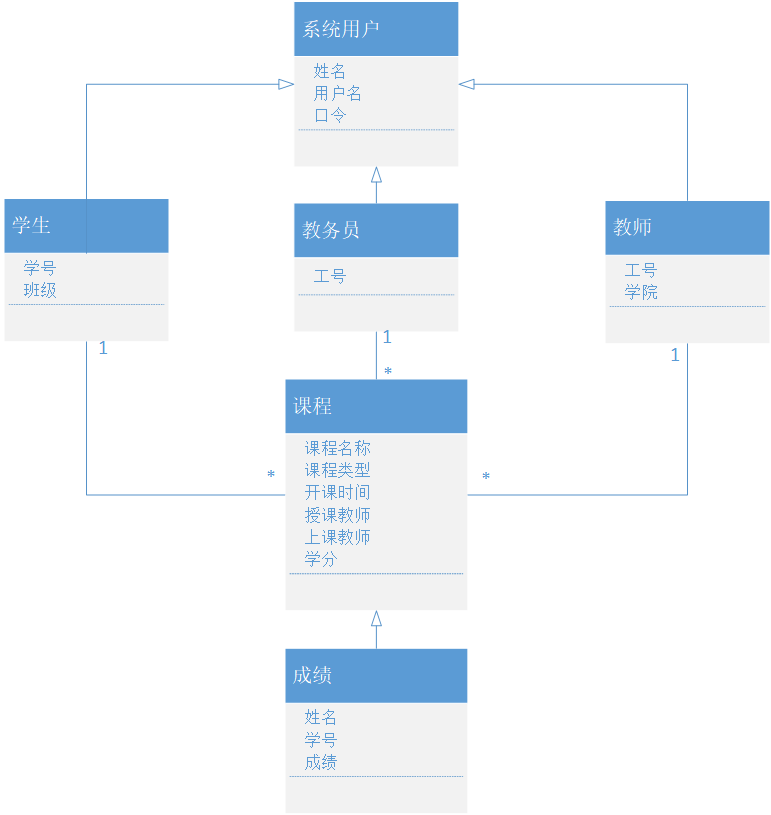 系统用户
姓名
用户名
口令
学生
学号
班级
1
教务员
工号
1
教师
工号
学院
1
*
课程
*
*
课程名称
课程类型
开课时间
授课教师
上课教师
学分
成绩
姓名
学号
成绩